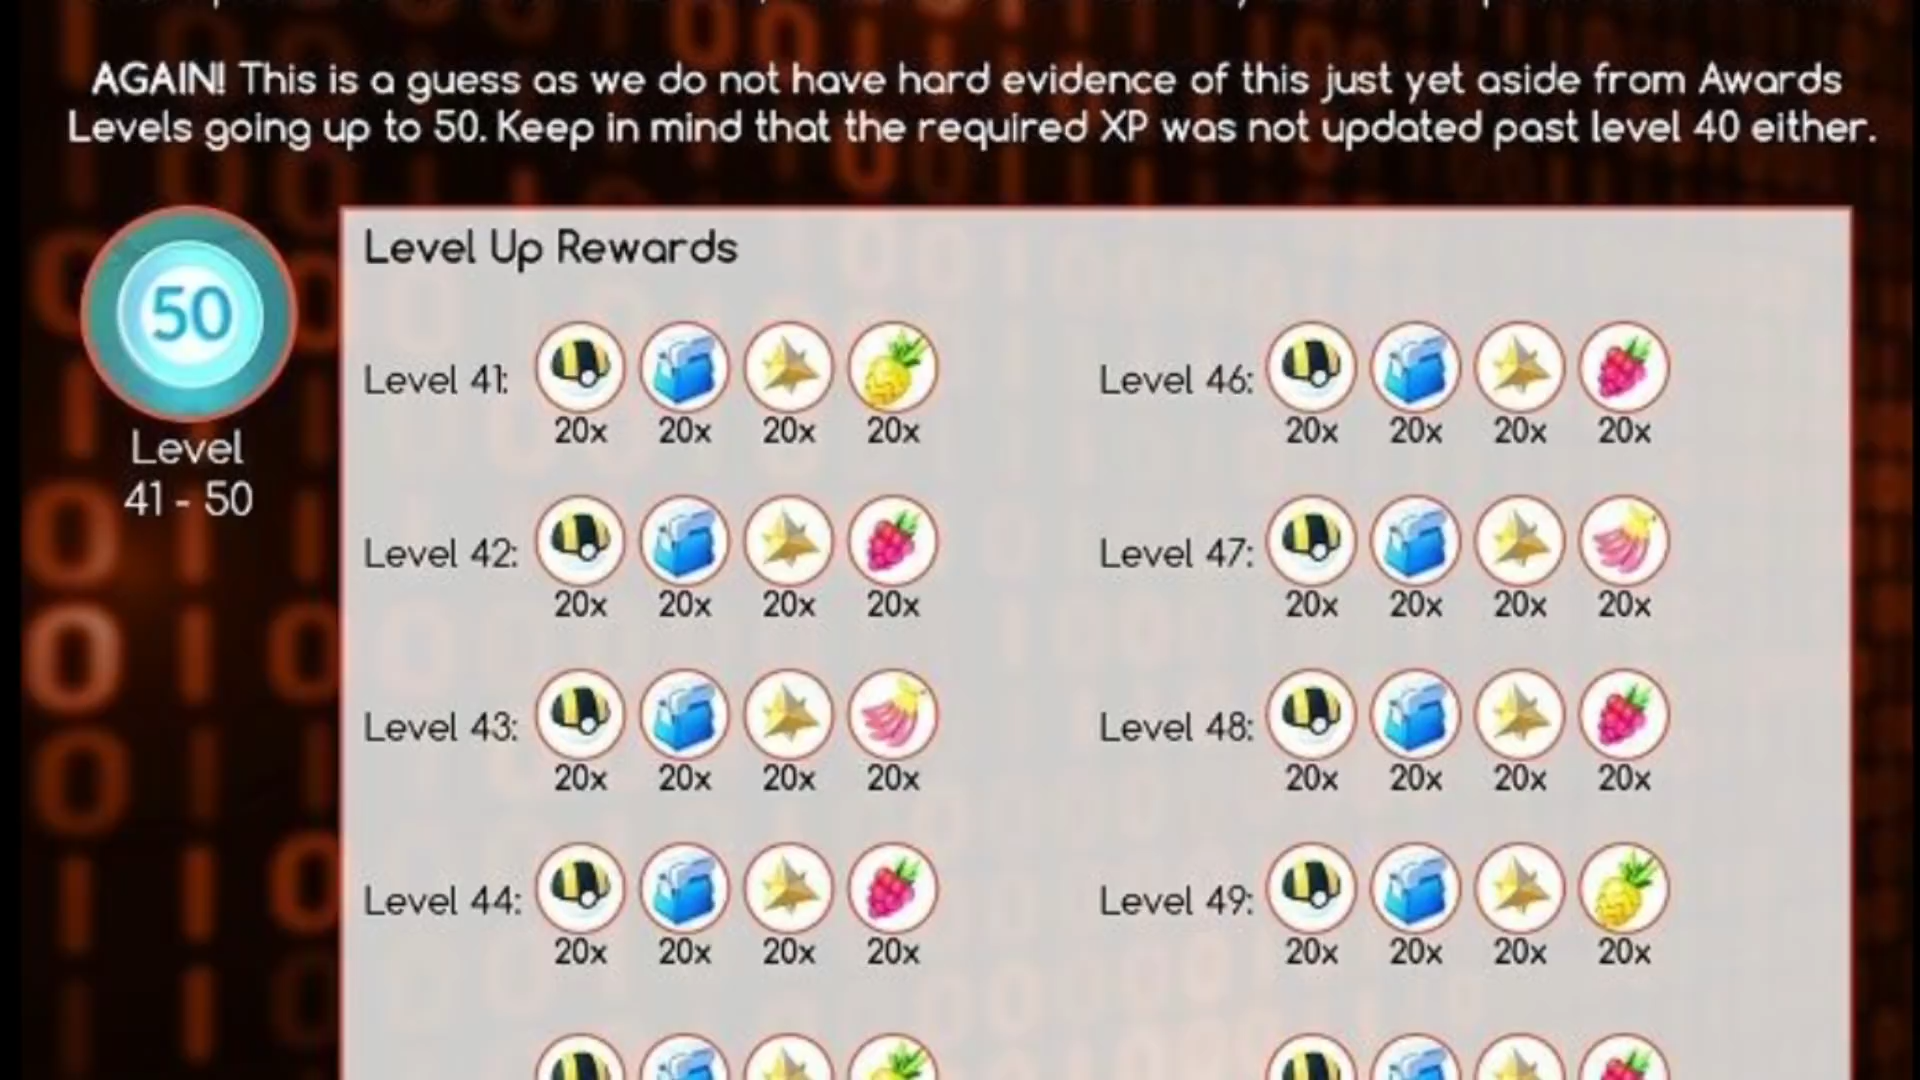 AGAIN! This is a guess as we do not have hard evidence of this just yet aside from Awards
Levels going up to 50. Keep in mind that the required XP was not updated past level 40 either.
50
Level
41 - 50
Level Up Rewards
Level 41:
20x 20x 20x 20x
Level 46:
20x 20x 20x 20x
Level 42:
20x 20x 20x 20x
Level 47:
20x 20x 20x 20x
Level 43:
20x 20x 20x 20x
Level 48:
20x 20x 20x 20x
Level 44:
20x 20x 20x 20x
Level 49:
20x 20x 20x 20x